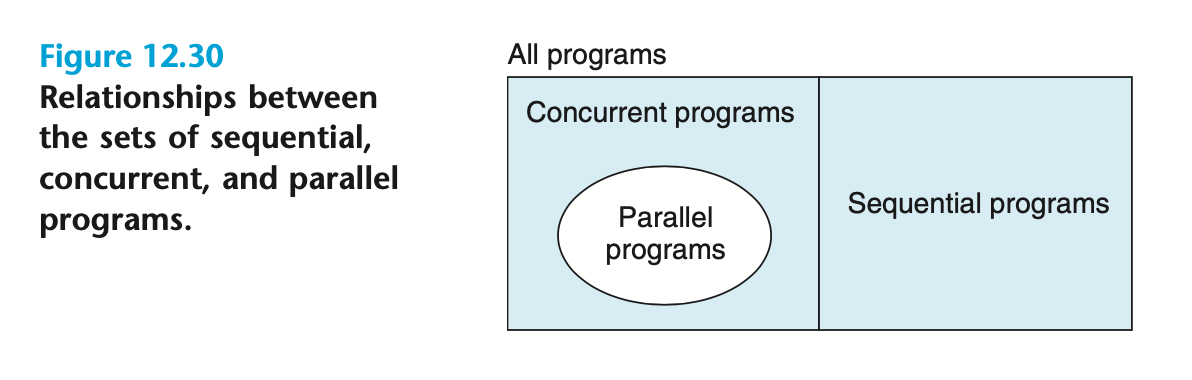 Figure 12.30
Relationships between
the sets of sequential,
concurrent, and parallel
programs.
All programs
Concurrent programs
Parallel
programs
Sequential programs